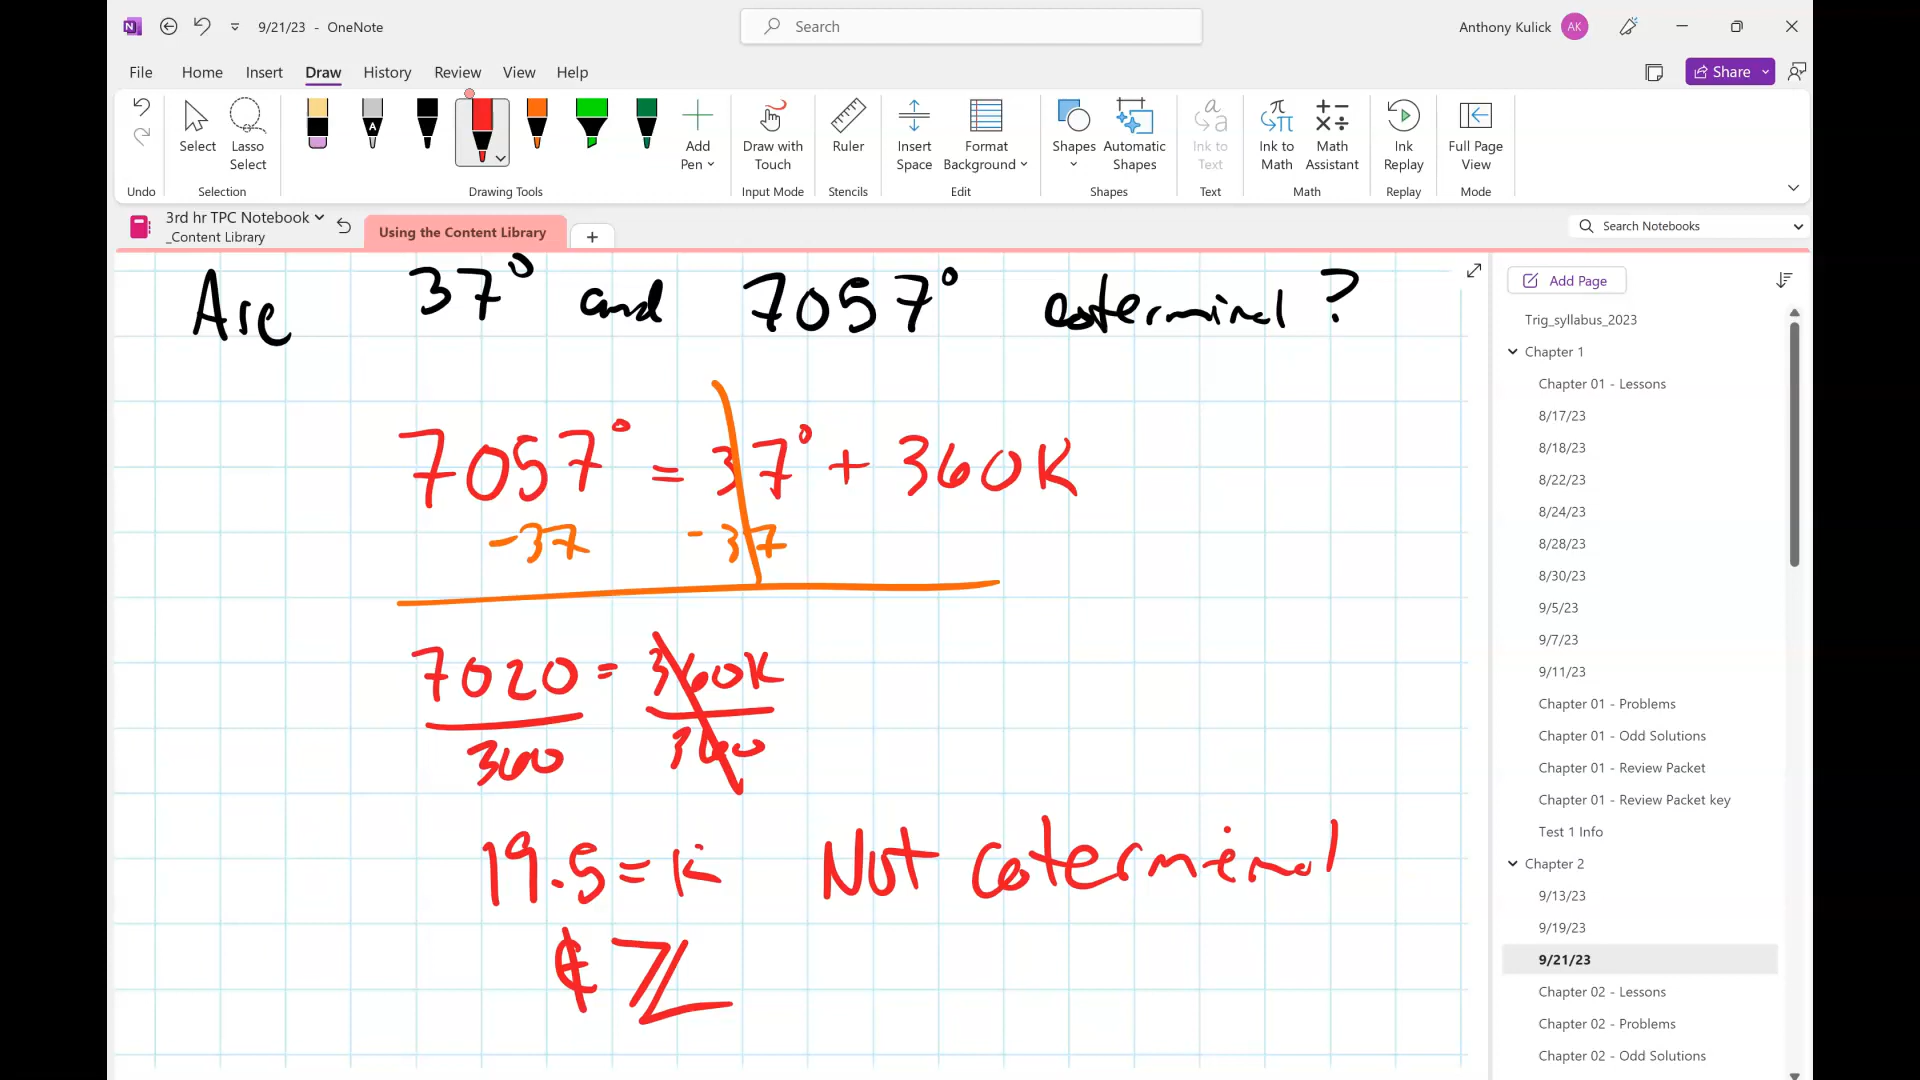 9/21/23 - OneNote
Search
Anthony Kulick AK
File Home Insert Draw History Review View Help
Share
Select
Lasso Select
Add Pen
Draw with Touch
Ruler
Insert Space
Format Background
Shapes
Automatic Shapes
Ink to Text
Ink to Math
Math Assistant
Ink Replay
Full Page View
Undo Selection Drawing Tools Input Mode Stencils Edit Shapes Text Math Replay Mode
3rd hr TPC Notebook
_Content Library
Using the Content Library
Search Notebooks
Are 37° and 7057° coterminal ?
7057° = 37° + 360K
-37 -37
7020 = 360K
360 360
19.5 = K Not coterminal
∉ ℤ
Add Page
Trig_syllabus_2023
Chapter 1
Chapter 01 - Lessons
8/17/23
8/18/23
8/22/23
8/24/23
8/28/23
8/30/23
9/5/23
9/7/23
9/11/23
Chapter 01 - Problems
Chapter 01 - Odd Solutions
Chapter 01 - Review Packet
Chapter 01 - Review Packet key
Test 1 Info
Chapter 2
9/13/23
9/19/23
9/21/23
Chapter 02 - Lessons
Chapter 02 - Problems
Chapter 02 - Odd Solutions